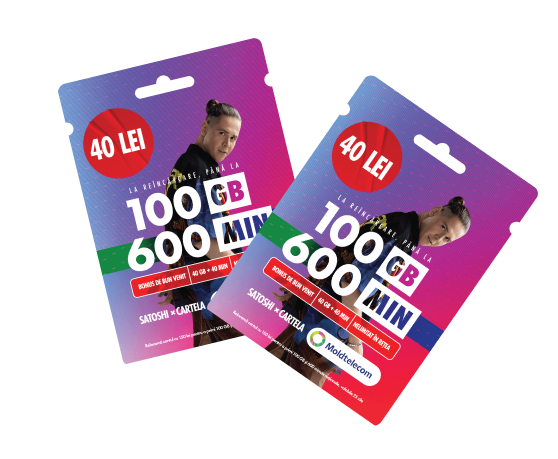 40 LEI
LA REÎNCĂRCARE, PÂNĂ LA
100 GB
600 MIN
BONUS DE BUN VENIT 40 GB + 40 MIN
SATOSHI × CARTELA
40 LEI
LA REÎNCĂRCARE, PÂNĂ LA
100 GB
600 MIN
BONUS DE BUN VENIT 40 GB + 40 MIN NELIMITAT ÎN REȚEA
SATOSHI × CARTELA
Moldtelecom